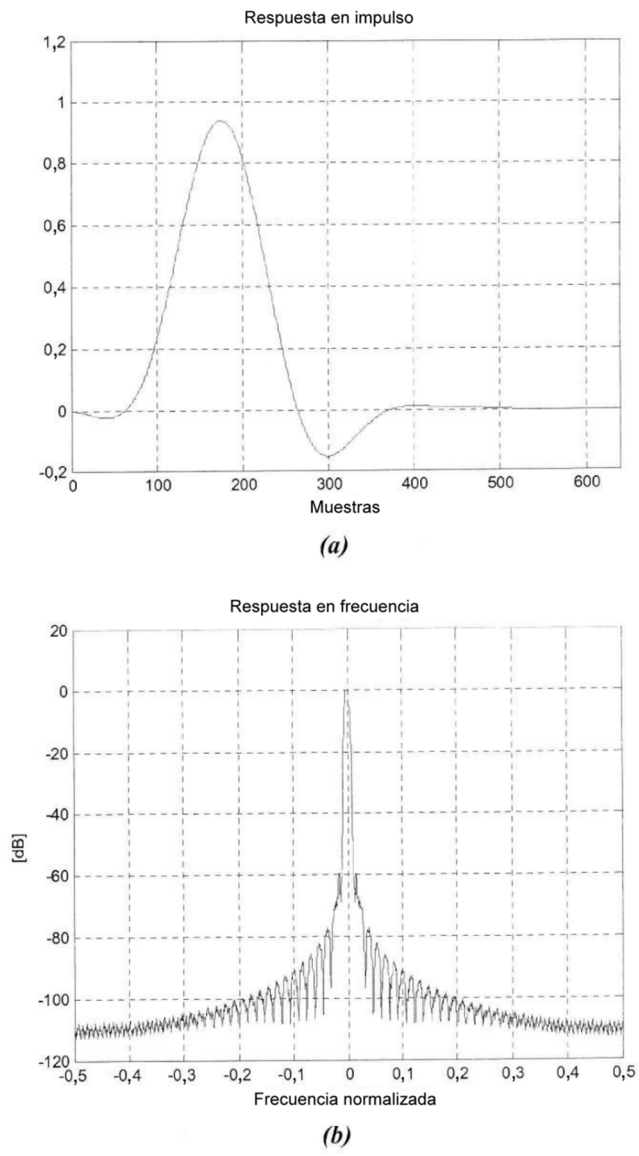 Respuesta en impulso
1,2
1
0,8
0,6
0,4
0,2
0
-0,2
0 100 200 300 400 500 600
Muestras
(a)
Respuesta en frecuencia
20
0
-20
-40
-60
-80
-100
-120
[dB]
-0,5 -0,4 -0,3 -0,2 -0,1 0 0,1 0,2 0,3 0,4 0,5
Frecuencia normalizada
(b)